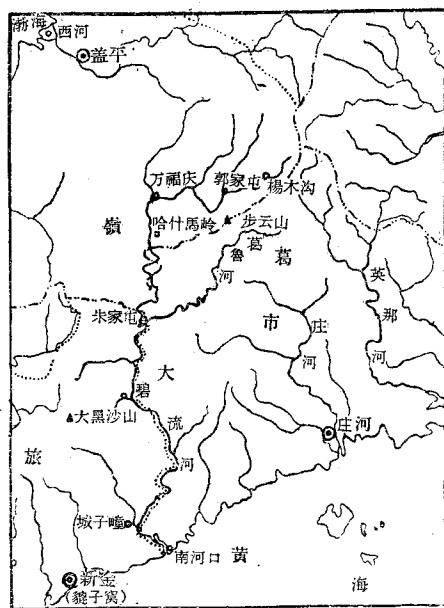 渤海
西河
盖平
万福庆
郭家屯
楊木沟
哈什馬岭
步云山
嶺
葛
葛
魯
河
英
那
河
朱家屯
市
庄
河
大
碧
流
河
大黑沙山
庄河
旅
城子疃
南河口
黃
海
新金
(貔子窝)